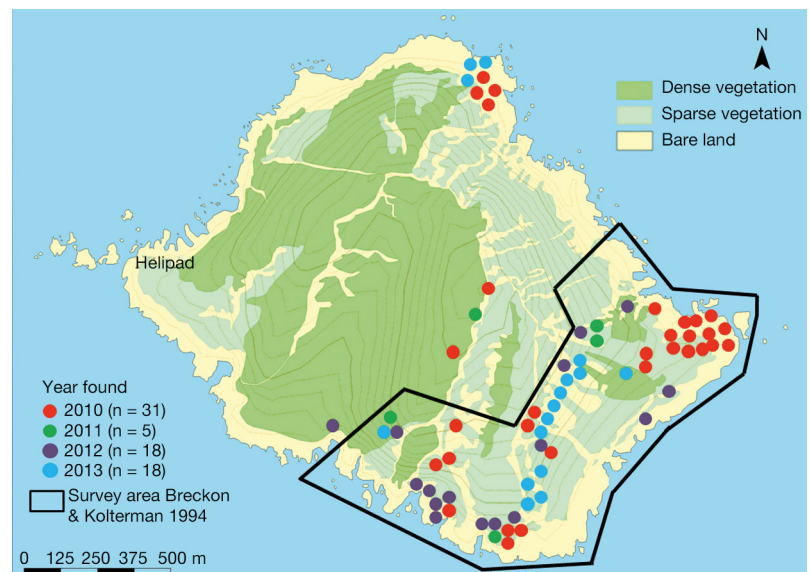 N
Dense vegetation
Sparse vegetation
Bare land
Helipad
Year found
2010 (n = 31)
2011 (n = 5)
2012 (n = 18)
2013 (n = 18)
Survey area Breckon
& Kolterman 1994
0 125 250 375 500 m